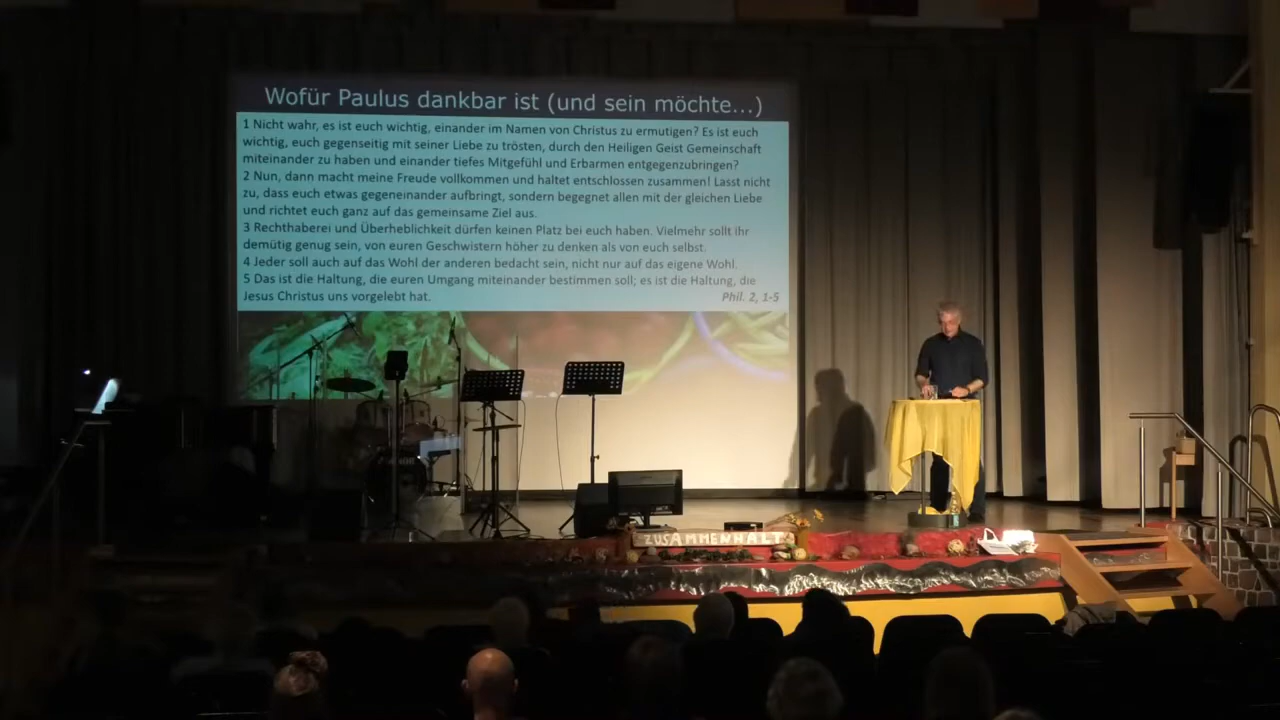 Wofür Paulus dankbar ist (und sein möchte...)
1 Nicht wahr, es ist euch wichtig, einander im Namen von Christus zu ermutigen? Es ist euch
wichtig, euch gegenseitig mit seiner Liebe zu trösten, durch den Heiligen Geist Gemeinschaft
miteinander zu haben und einander tiefes Mitgefühl und Erbarmen entgegenzubringen?
2 Nun, dann macht meine Freude vollkommen und haltet entschlossen zusammen! Lasst nicht
zu, dass euch etwas gegeneinander aufbringt, sondern begegnet allen mit der gleichen Liebe
und richtet euch ganz auf das gemeinsame Ziel aus.
3 Rechthaberei und Überheblichkeit dürfen keinen Platz bei euch haben. Vielmehr sollt ihr
demütig genug sein, von euren Geschwistern höher zu denken als von euch selbst.
4 Jeder soll auch auf das Wohl der anderen bedacht sein, nicht nur auf das eigene Wohl.
5 Das ist die Haltung, die euren Umgang miteinander bestimmen soll; es ist die Haltung, die
Jesus Christus uns vorgelebt hat.
Phil. 2, 1-5
ZUSAMMENHALT